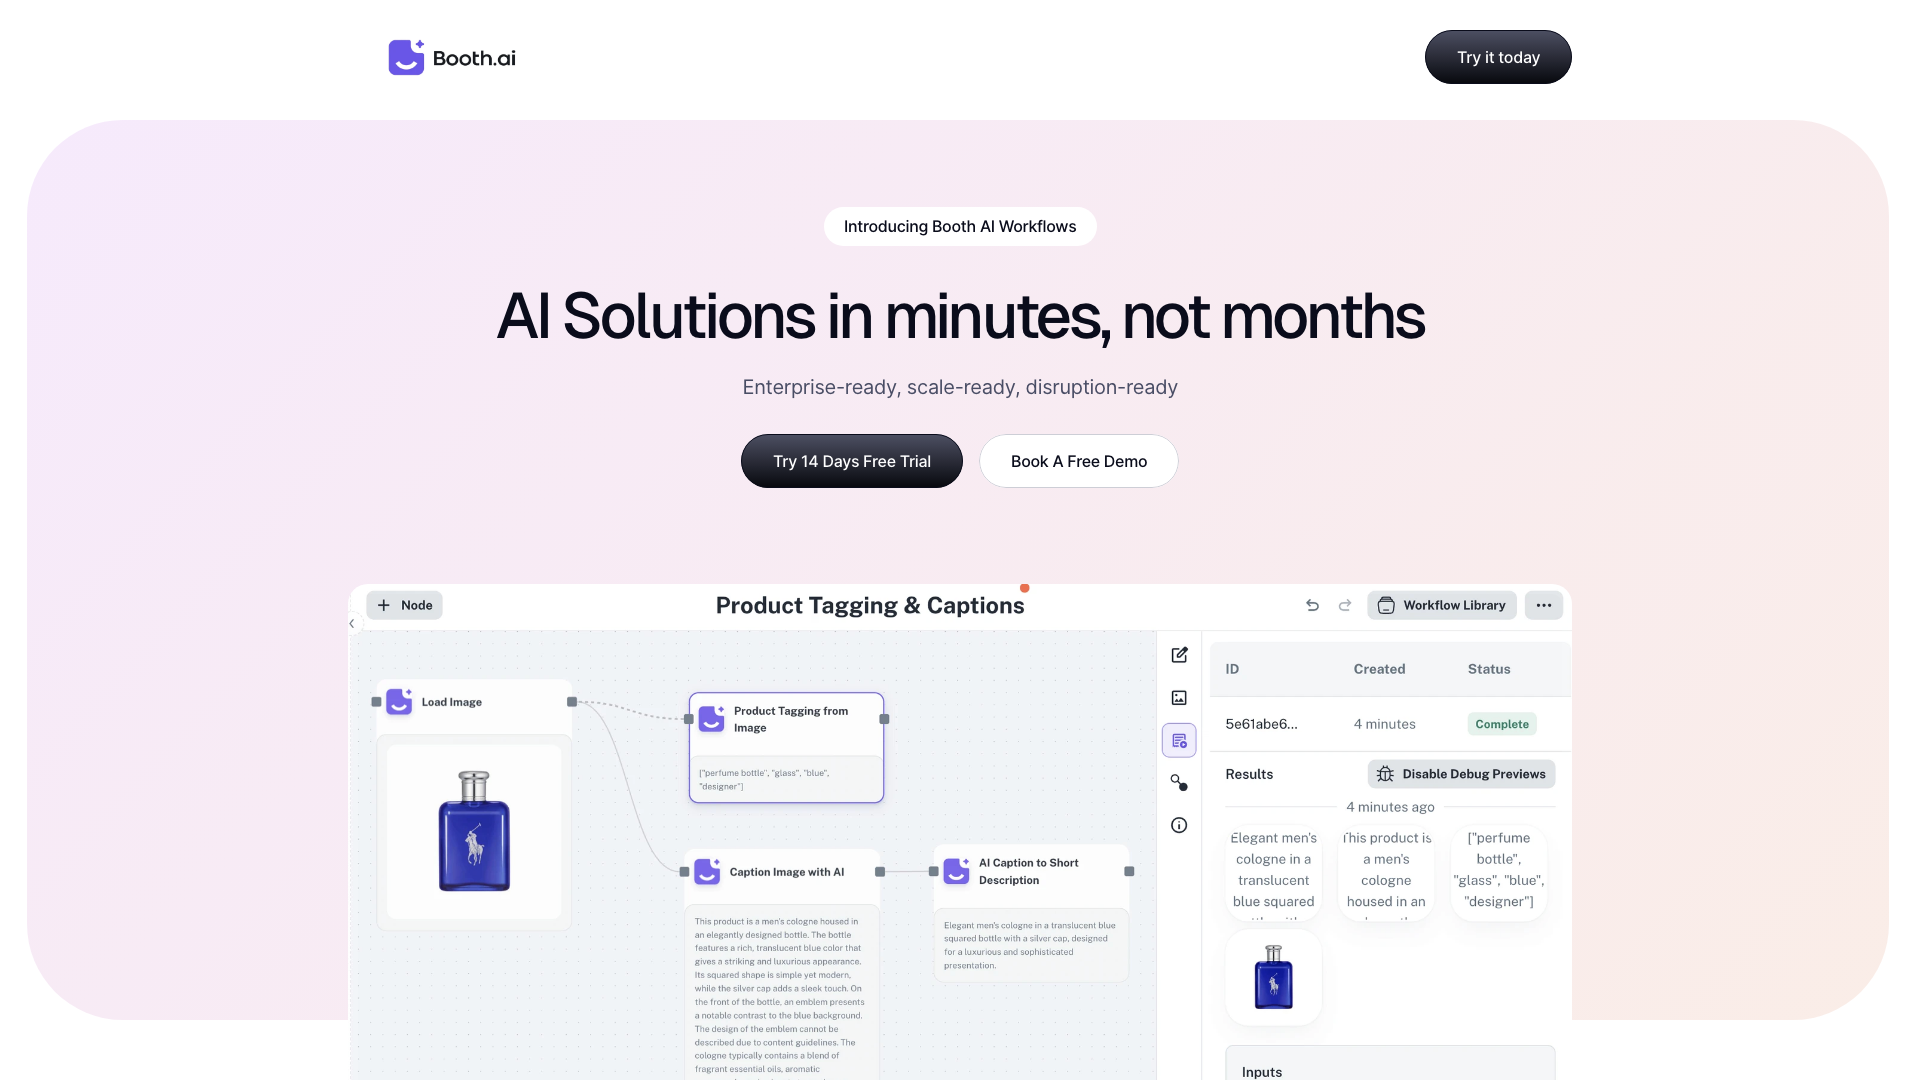 Booth.ai
Try it today
Introducing Booth AI Workflows
AI Solutions in minutes, not months
Enterprise-ready, scale-ready, disruption-ready
Try 14 Days Free Trial
Book A Free Demo
Node
Product Tagging & Captions
Workflow Library
Load Image
Product Tagging from
Image
["perfume bottle", "glass", "blue",
"designer"]
Caption Image with AI
This product is a men's cologne housed in
an elegantly designed bottle. The bottle
features a rich, translucent blue color that
gives a striking and luxurious appearance.
Its squared shape is simple yet modern,
while the silver cap adds a sleek touch. On
the front of the bottle, an emblem presents
a notable contrast to the blue background.
The design of the emblem cannot be
described due to content guidelines. The
cologne typically contains a blend of
fragrant essential oils, aromatic
AI Caption to Short
Description
Elegant men's cologne in a translucent blue
squared bottle with a silver cap, designed
for a luxurious and sophisticated
presentation.
ID Created Status
5e61abe6... 4 minutes Complete
Results
Disable Debug Previews
4 minutes ago
Elegant men's
cologne in a
translucent
blue squared
This product is
a men's
cologne
housed in an
["perfume
bottle",
"glass", "blue",
"designer"]
Inputs